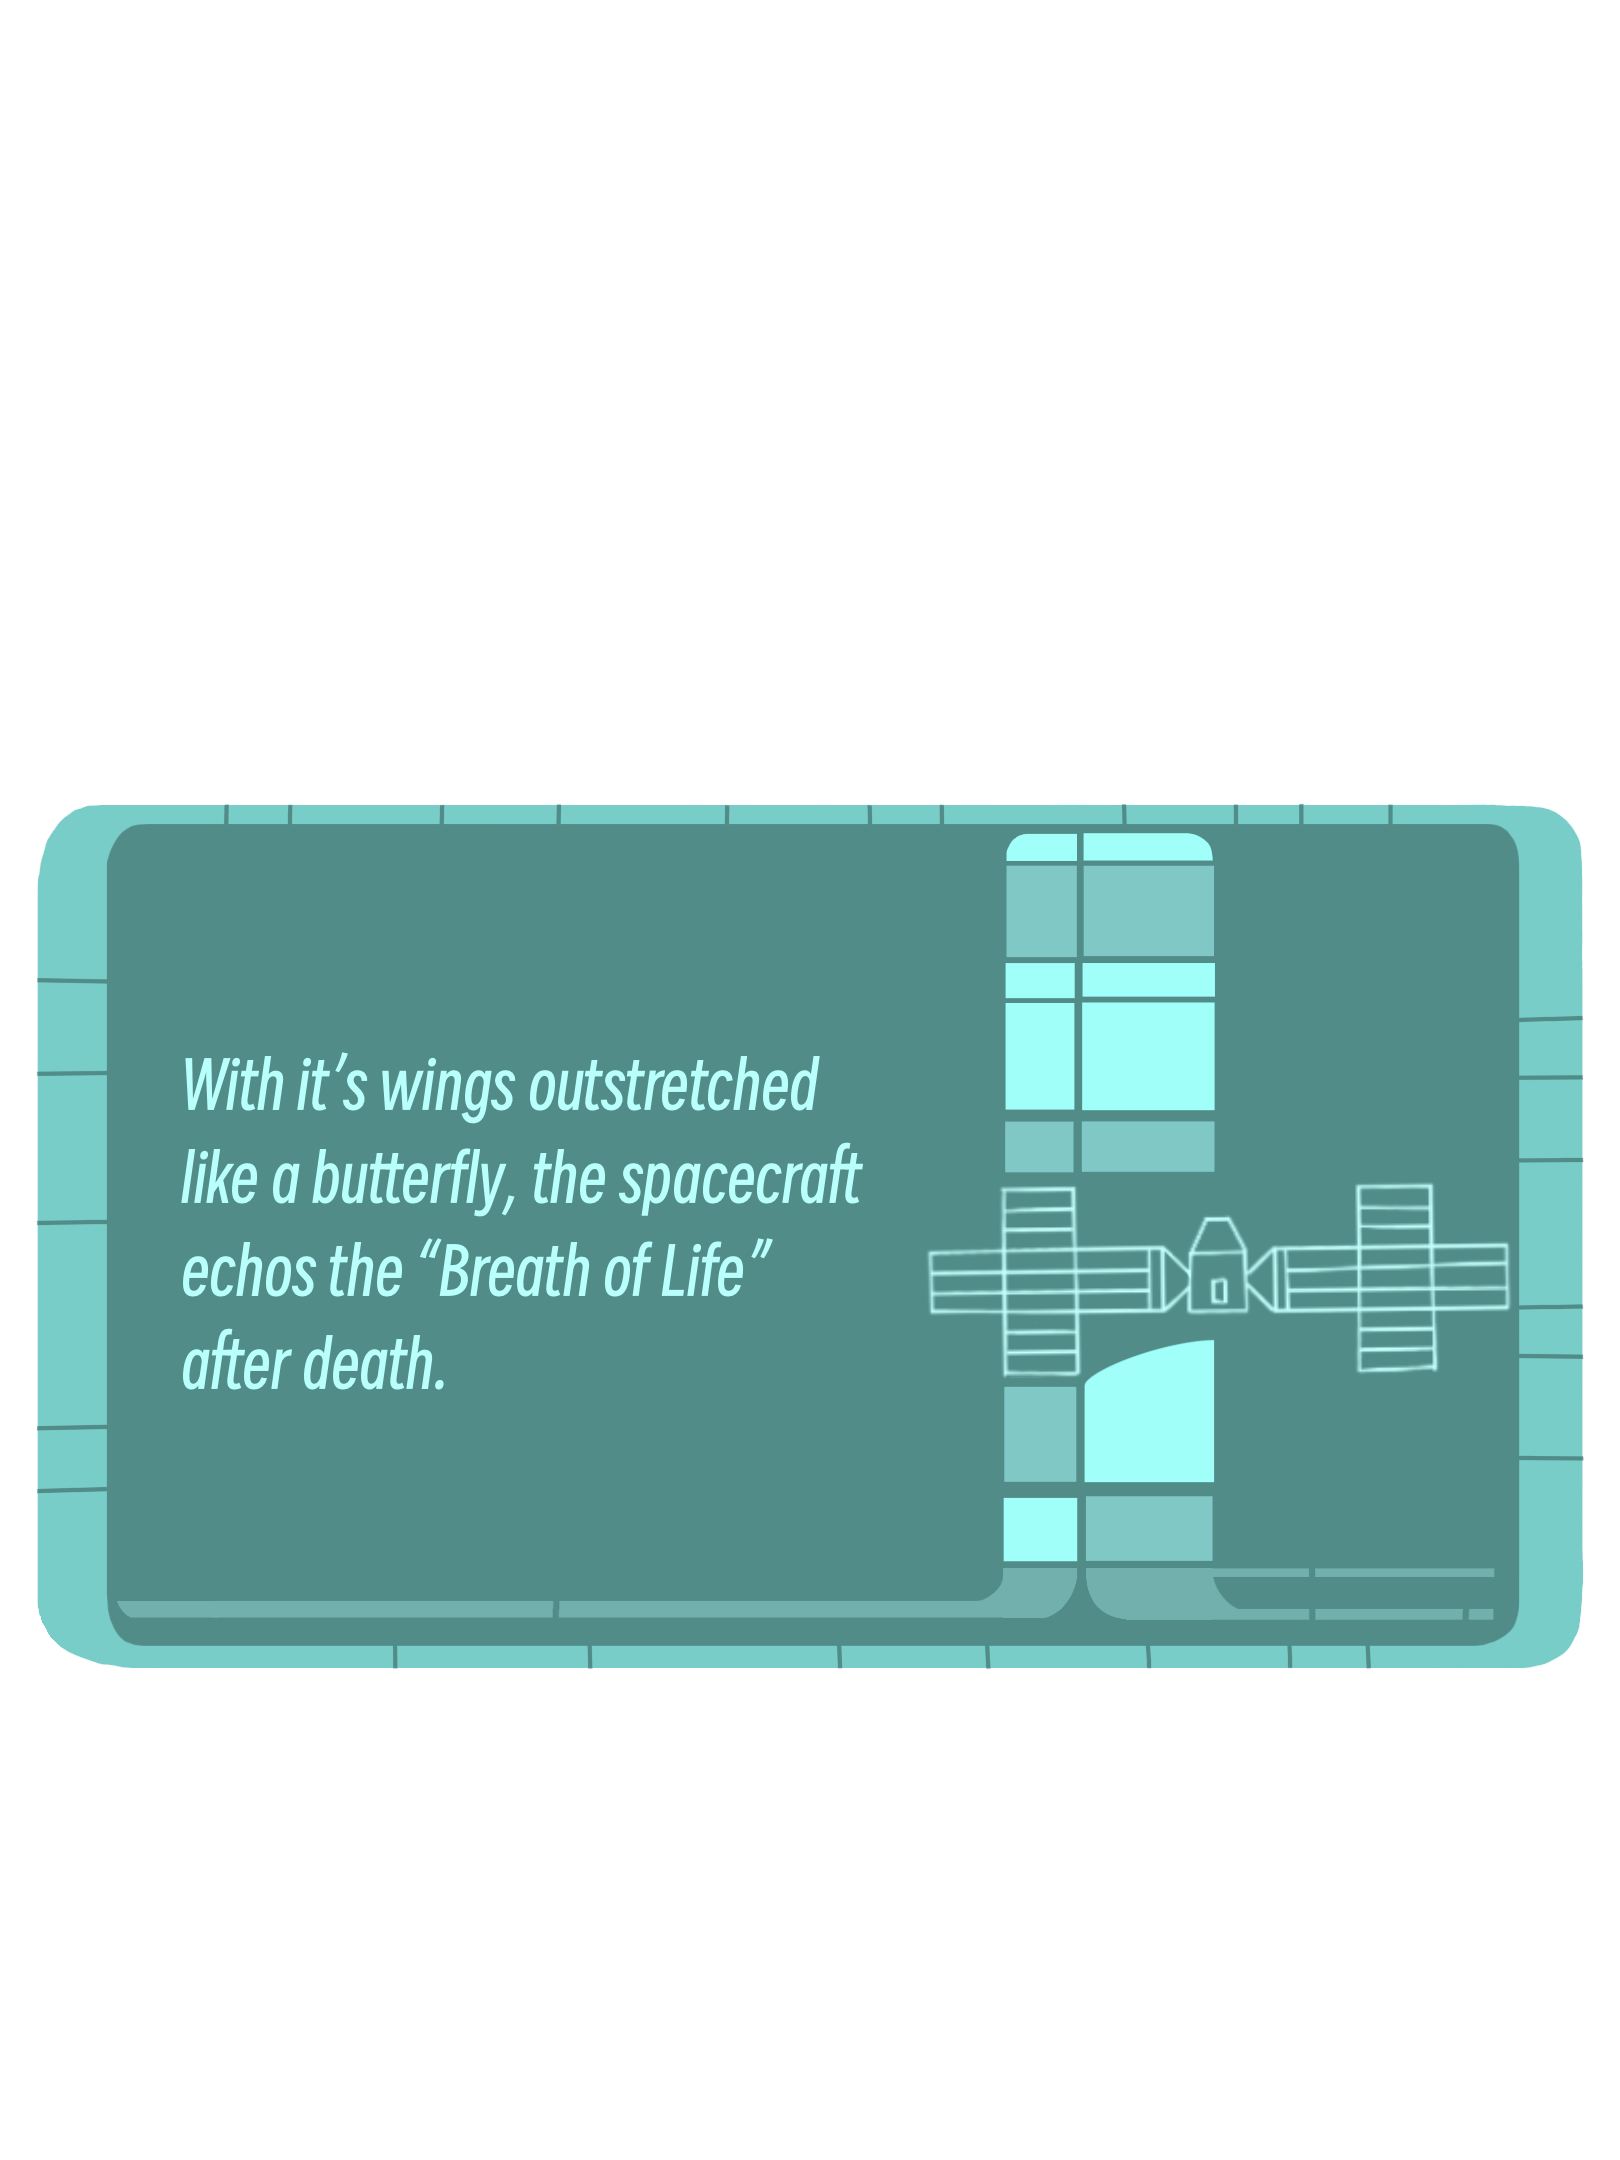 With it’s wings outstretched
like a butterfly, the spacecraft
echos the “Breath of Life”
after death.